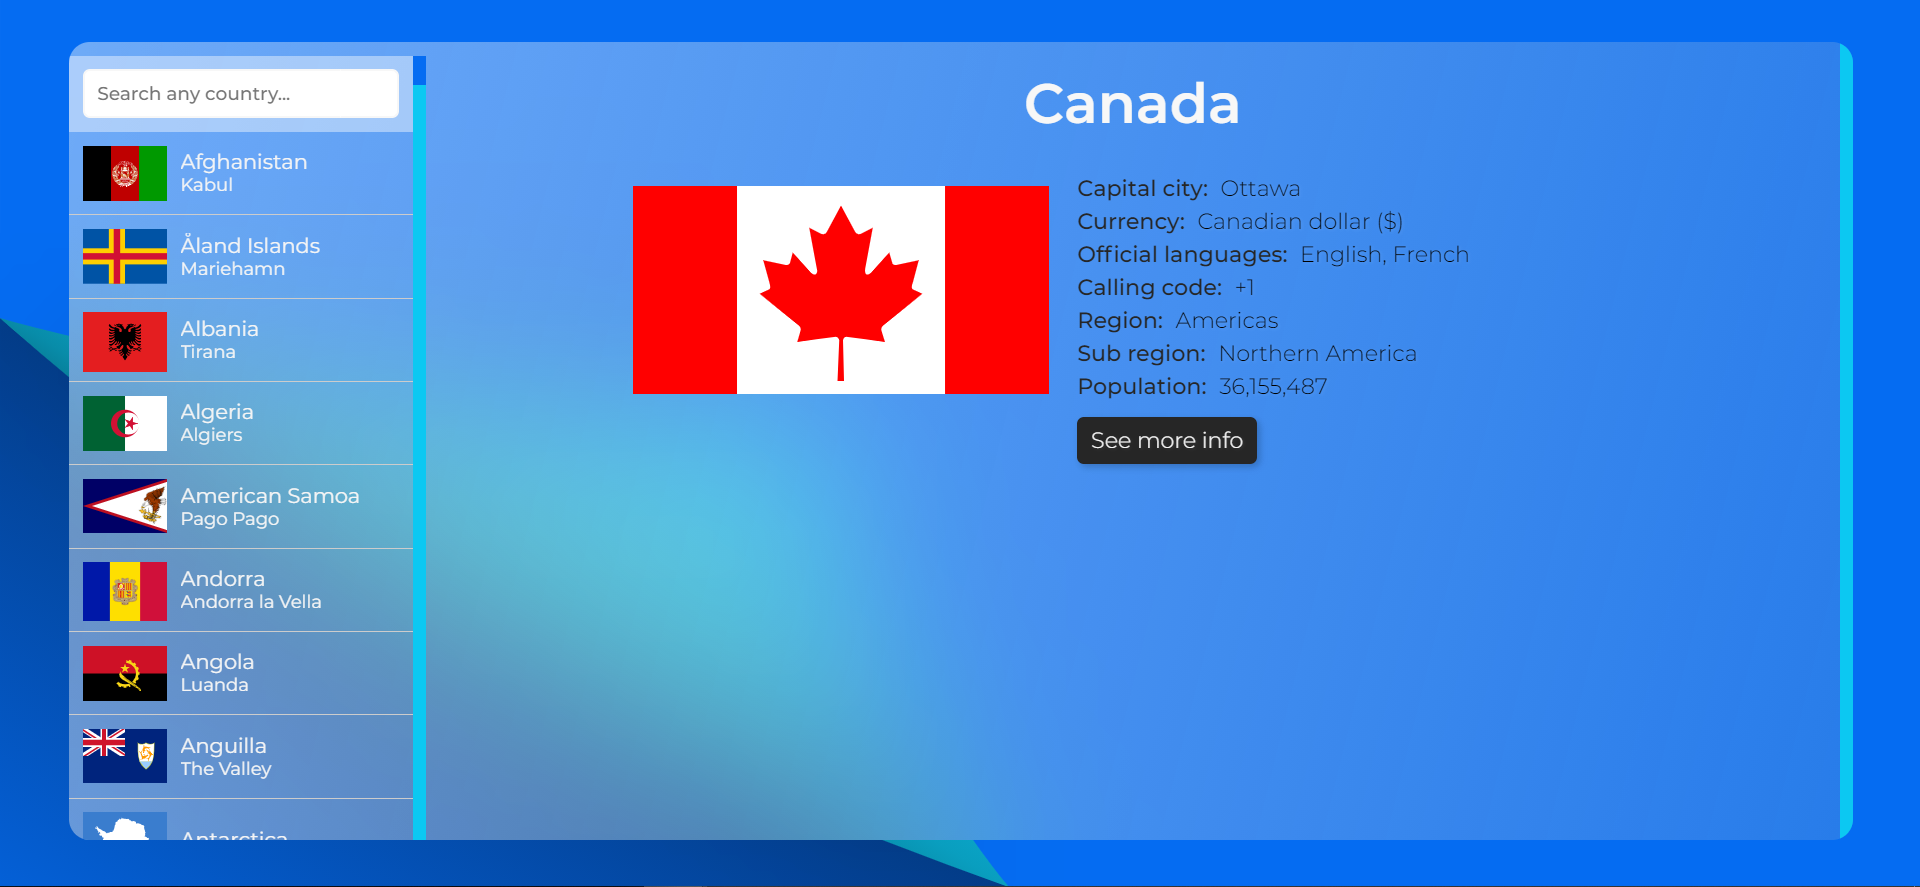 Search any country...
Afghanistan
Kabul
Åland Islands
Mariehamn
Albania
Tirana
Algeria
Algiers
American Samoa
Pago Pago
Andorra
Andorra la Vella
Angola
Luanda
Anguilla
The Valley
Antarctica
Canada
Capital city: Ottawa
Currency: Canadian dollar ($)
Official languages: English, French
Calling code: +1
Region: Americas
Sub region: Northern America
Population: 36,155,487
See more info